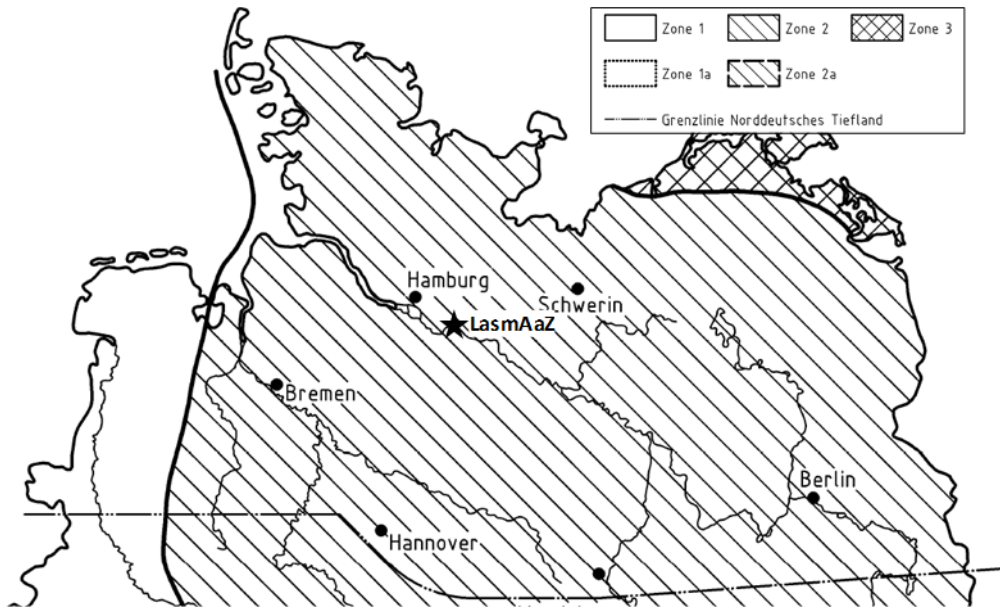 Zone 1
Zone 2
Zone 3
Zone 1a
Zone 2a
Grenzlinie Norddeutsches Tiefland
Hamburg
Schwerin
LasmAaZ
Bremen
Berlin
Hannover